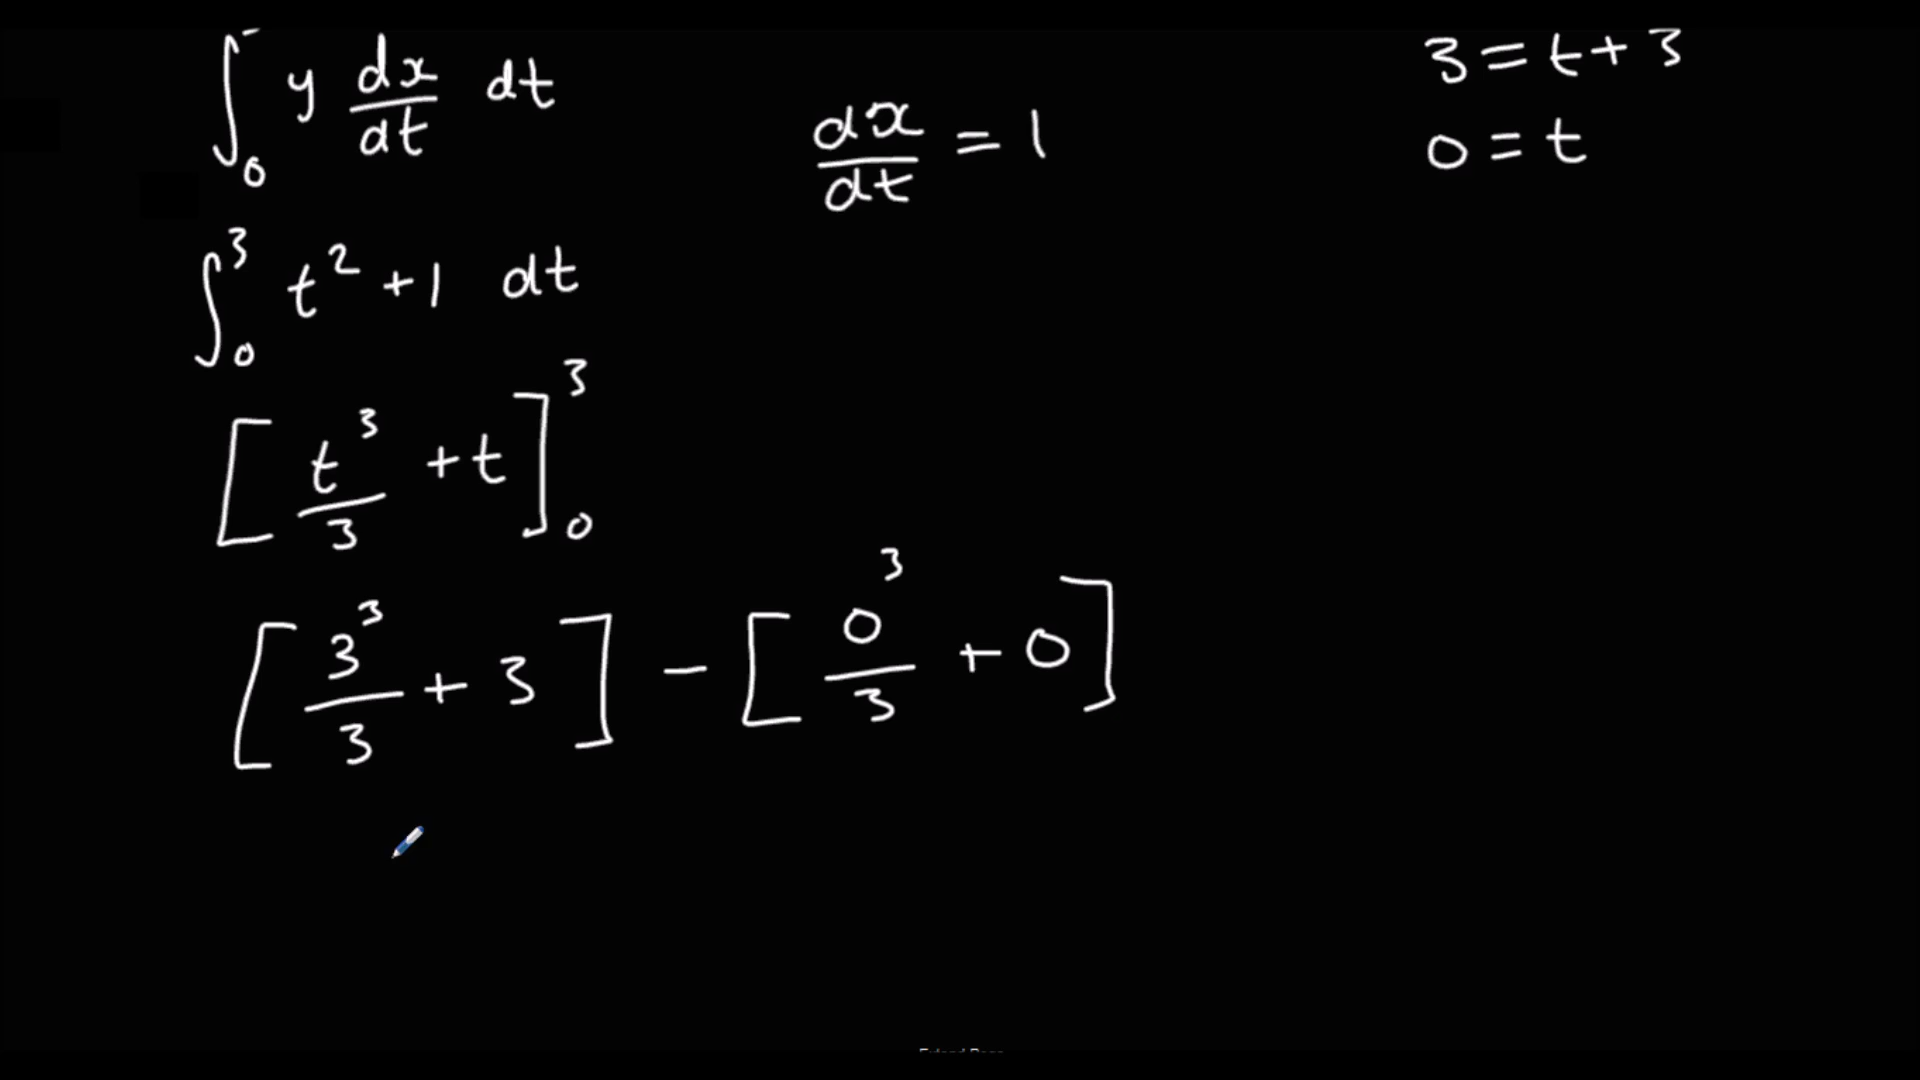 ∫₀ y dx/dt dt
dx/dt = 1
3 = t + 3
0 = t
∫₀³ t² + 1 dt
[t³/3 + t]₀³
[3³/3 + 3] − [0³/3 + 0]